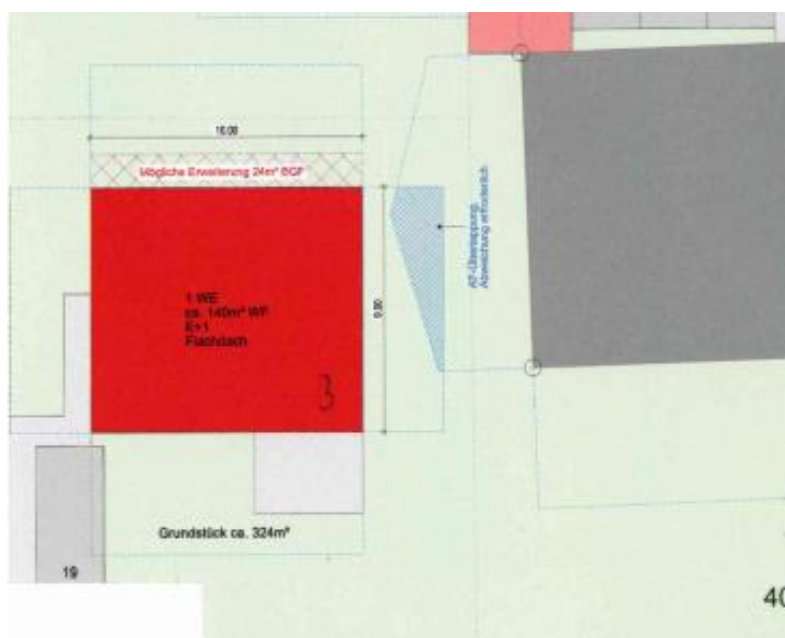 10.00
Mögliche Erweiterung 24m² BGF
AF-Überlappung,
Abweichung erforderlich
1 WE
ca. 140m² WF
E+1
Flachdach
9.00
3
Grundstück ca. 324m²
19
40